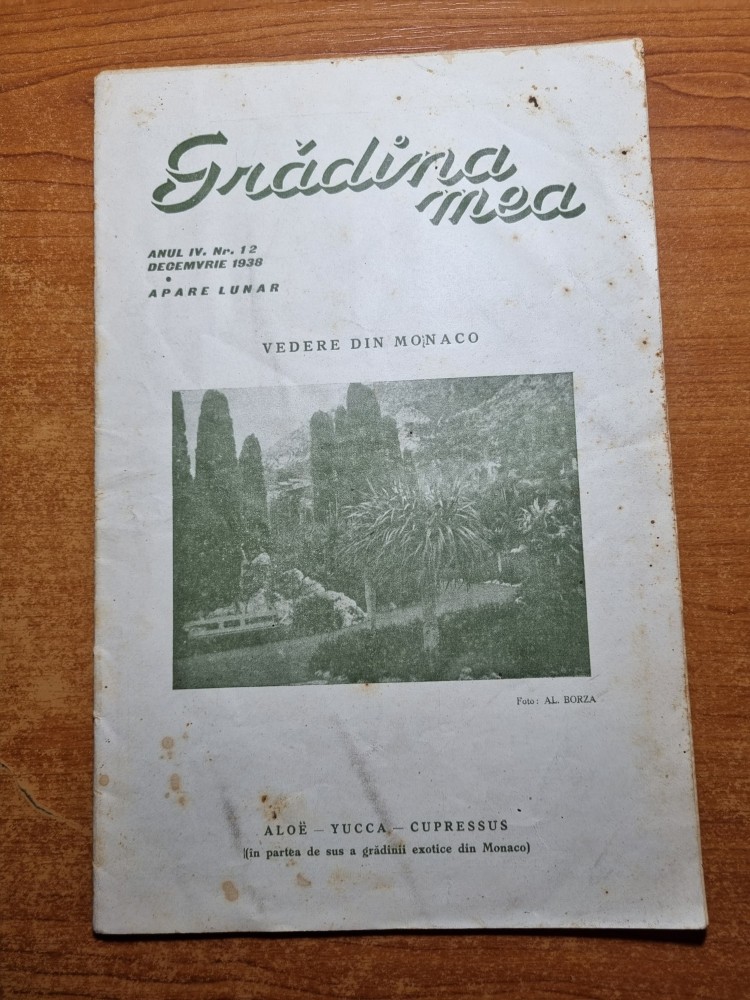 Grădina
mea
ANUL IV. Nr. 12
DECEMVRIE 1938
APARE LUNAR
VEDERE DIN MONACO
Foto: AL. BORZA
ALOË — YUCCA — CUPRESSUS
(in partea de sus a grădinii exotice din Monaco)